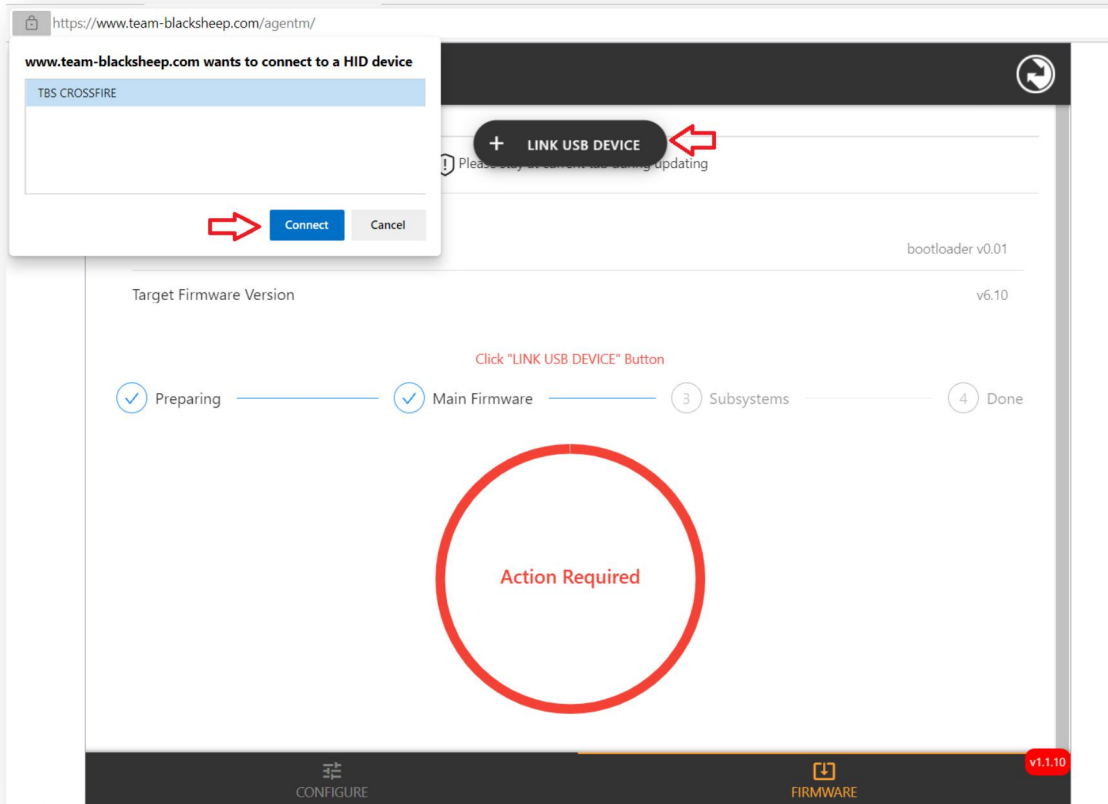 https://www.team-blacksheep.com/agentm/
www.team-blacksheep.com wants to connect to a HID device
TBS CROSSFIRE
Connect
Cancel
+ LINK USB DEVICE
Please stay at current tab during updating
bootloader v0.01
Target Firmware Version
v6.10
Click "LINK USB DEVICE" Button
Preparing
Main Firmware
3 Subsystems
4 Done
Action Required
CONFIGURE
FIRMWARE
v1.1.10